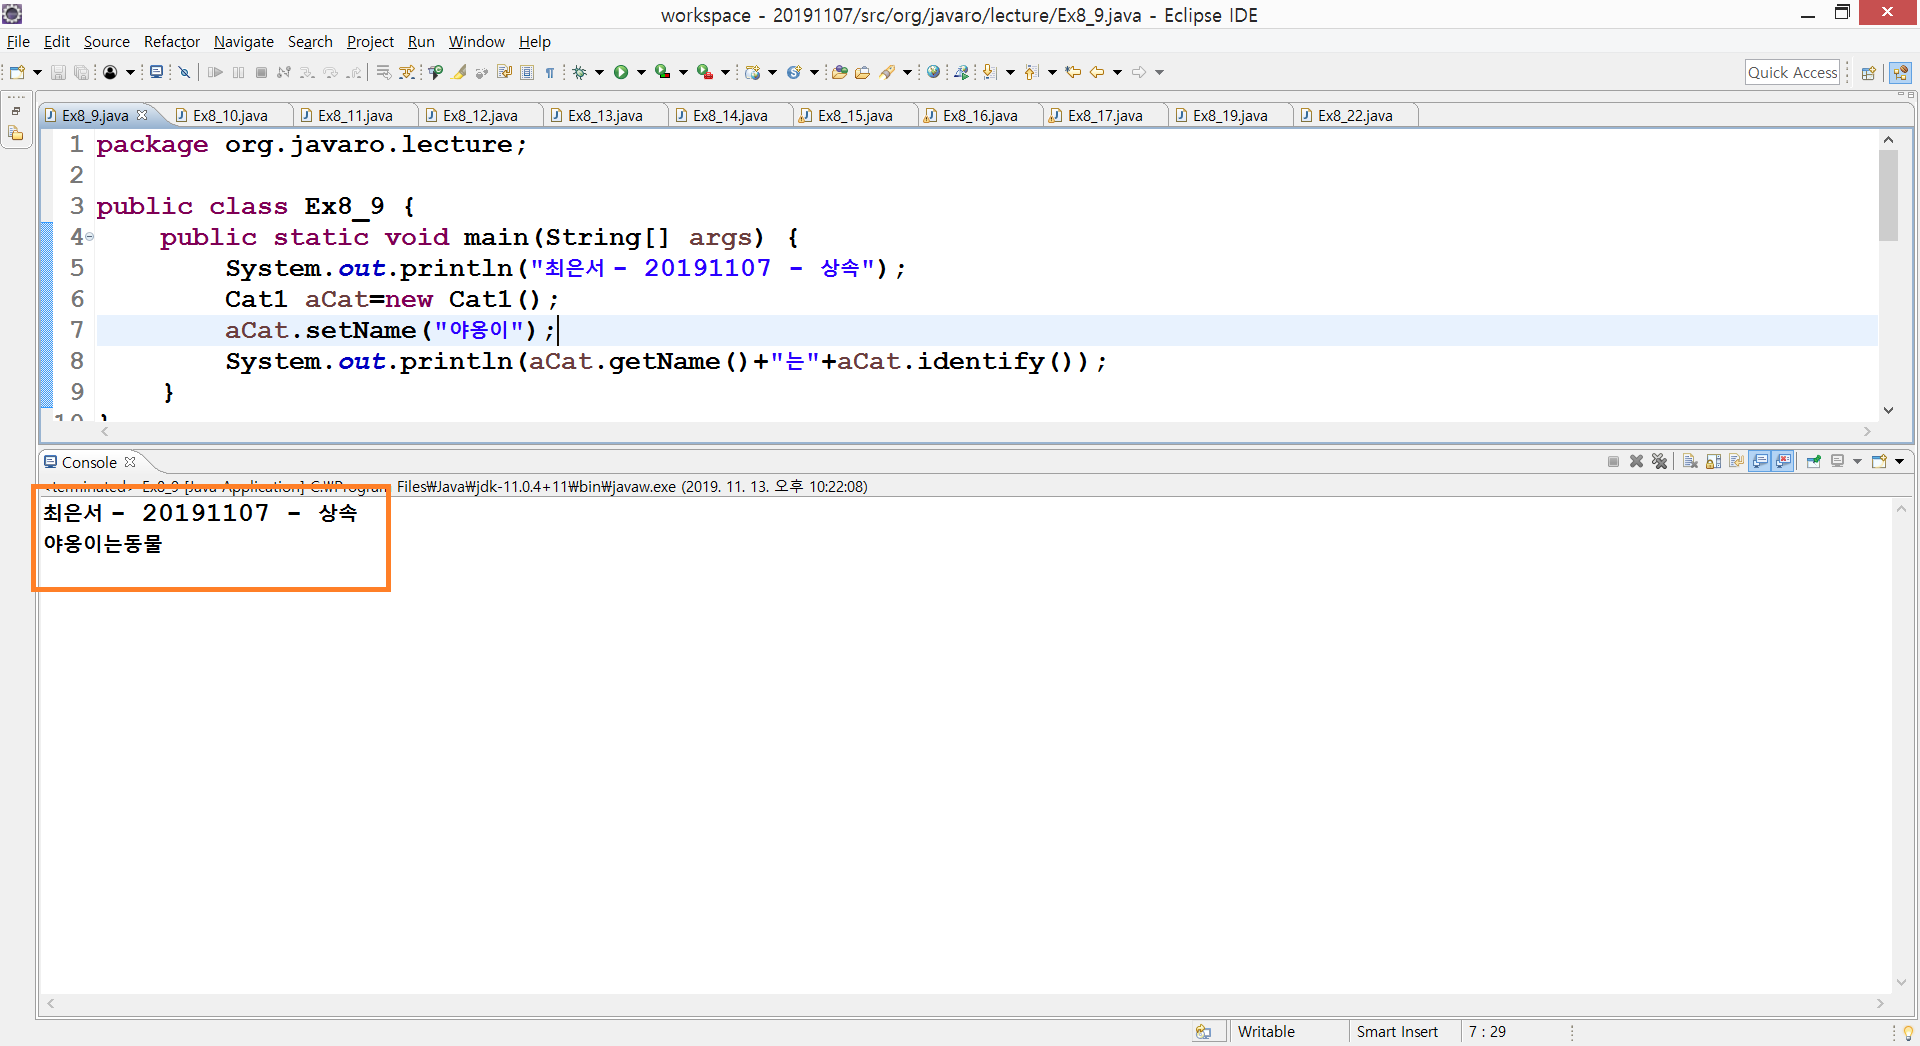 workspace - 20191107/src/org/javaro/lecture/Ex8_9.java - Eclipse IDE
File Edit Source Refactor Navigate Search Project Run Window Help
Quick Access
Ex8_9.java Ex8_10.java Ex8_11.java Ex8_12.java Ex8_13.java Ex8_14.java Ex8_15.java Ex8_16.java Ex8_17.java Ex8_19.java Ex8_22.java
1 package org.javaro.lecture;
2
3 public class Ex8_9 {
4 public static void main(String[] args) {
5 System.out.println("최은서 - 20191107 - 상속");
6 Cat1 aCat=new Cat1();
7 aCat.setName("야옹이");
8 System.out.println(aCat.getName()+"는"+aCat.identify());
9 }
10 }
Console
<terminated> Ex8_9 [Java Application] C:₩Program Files₩Java₩jdk-11.0.4+11₩bin₩javaw.exe (2019. 11. 13. 오후 10:22:08)
최은서 - 20191107 - 상속
야옹이는동물
Writable Smart Insert 7 : 29